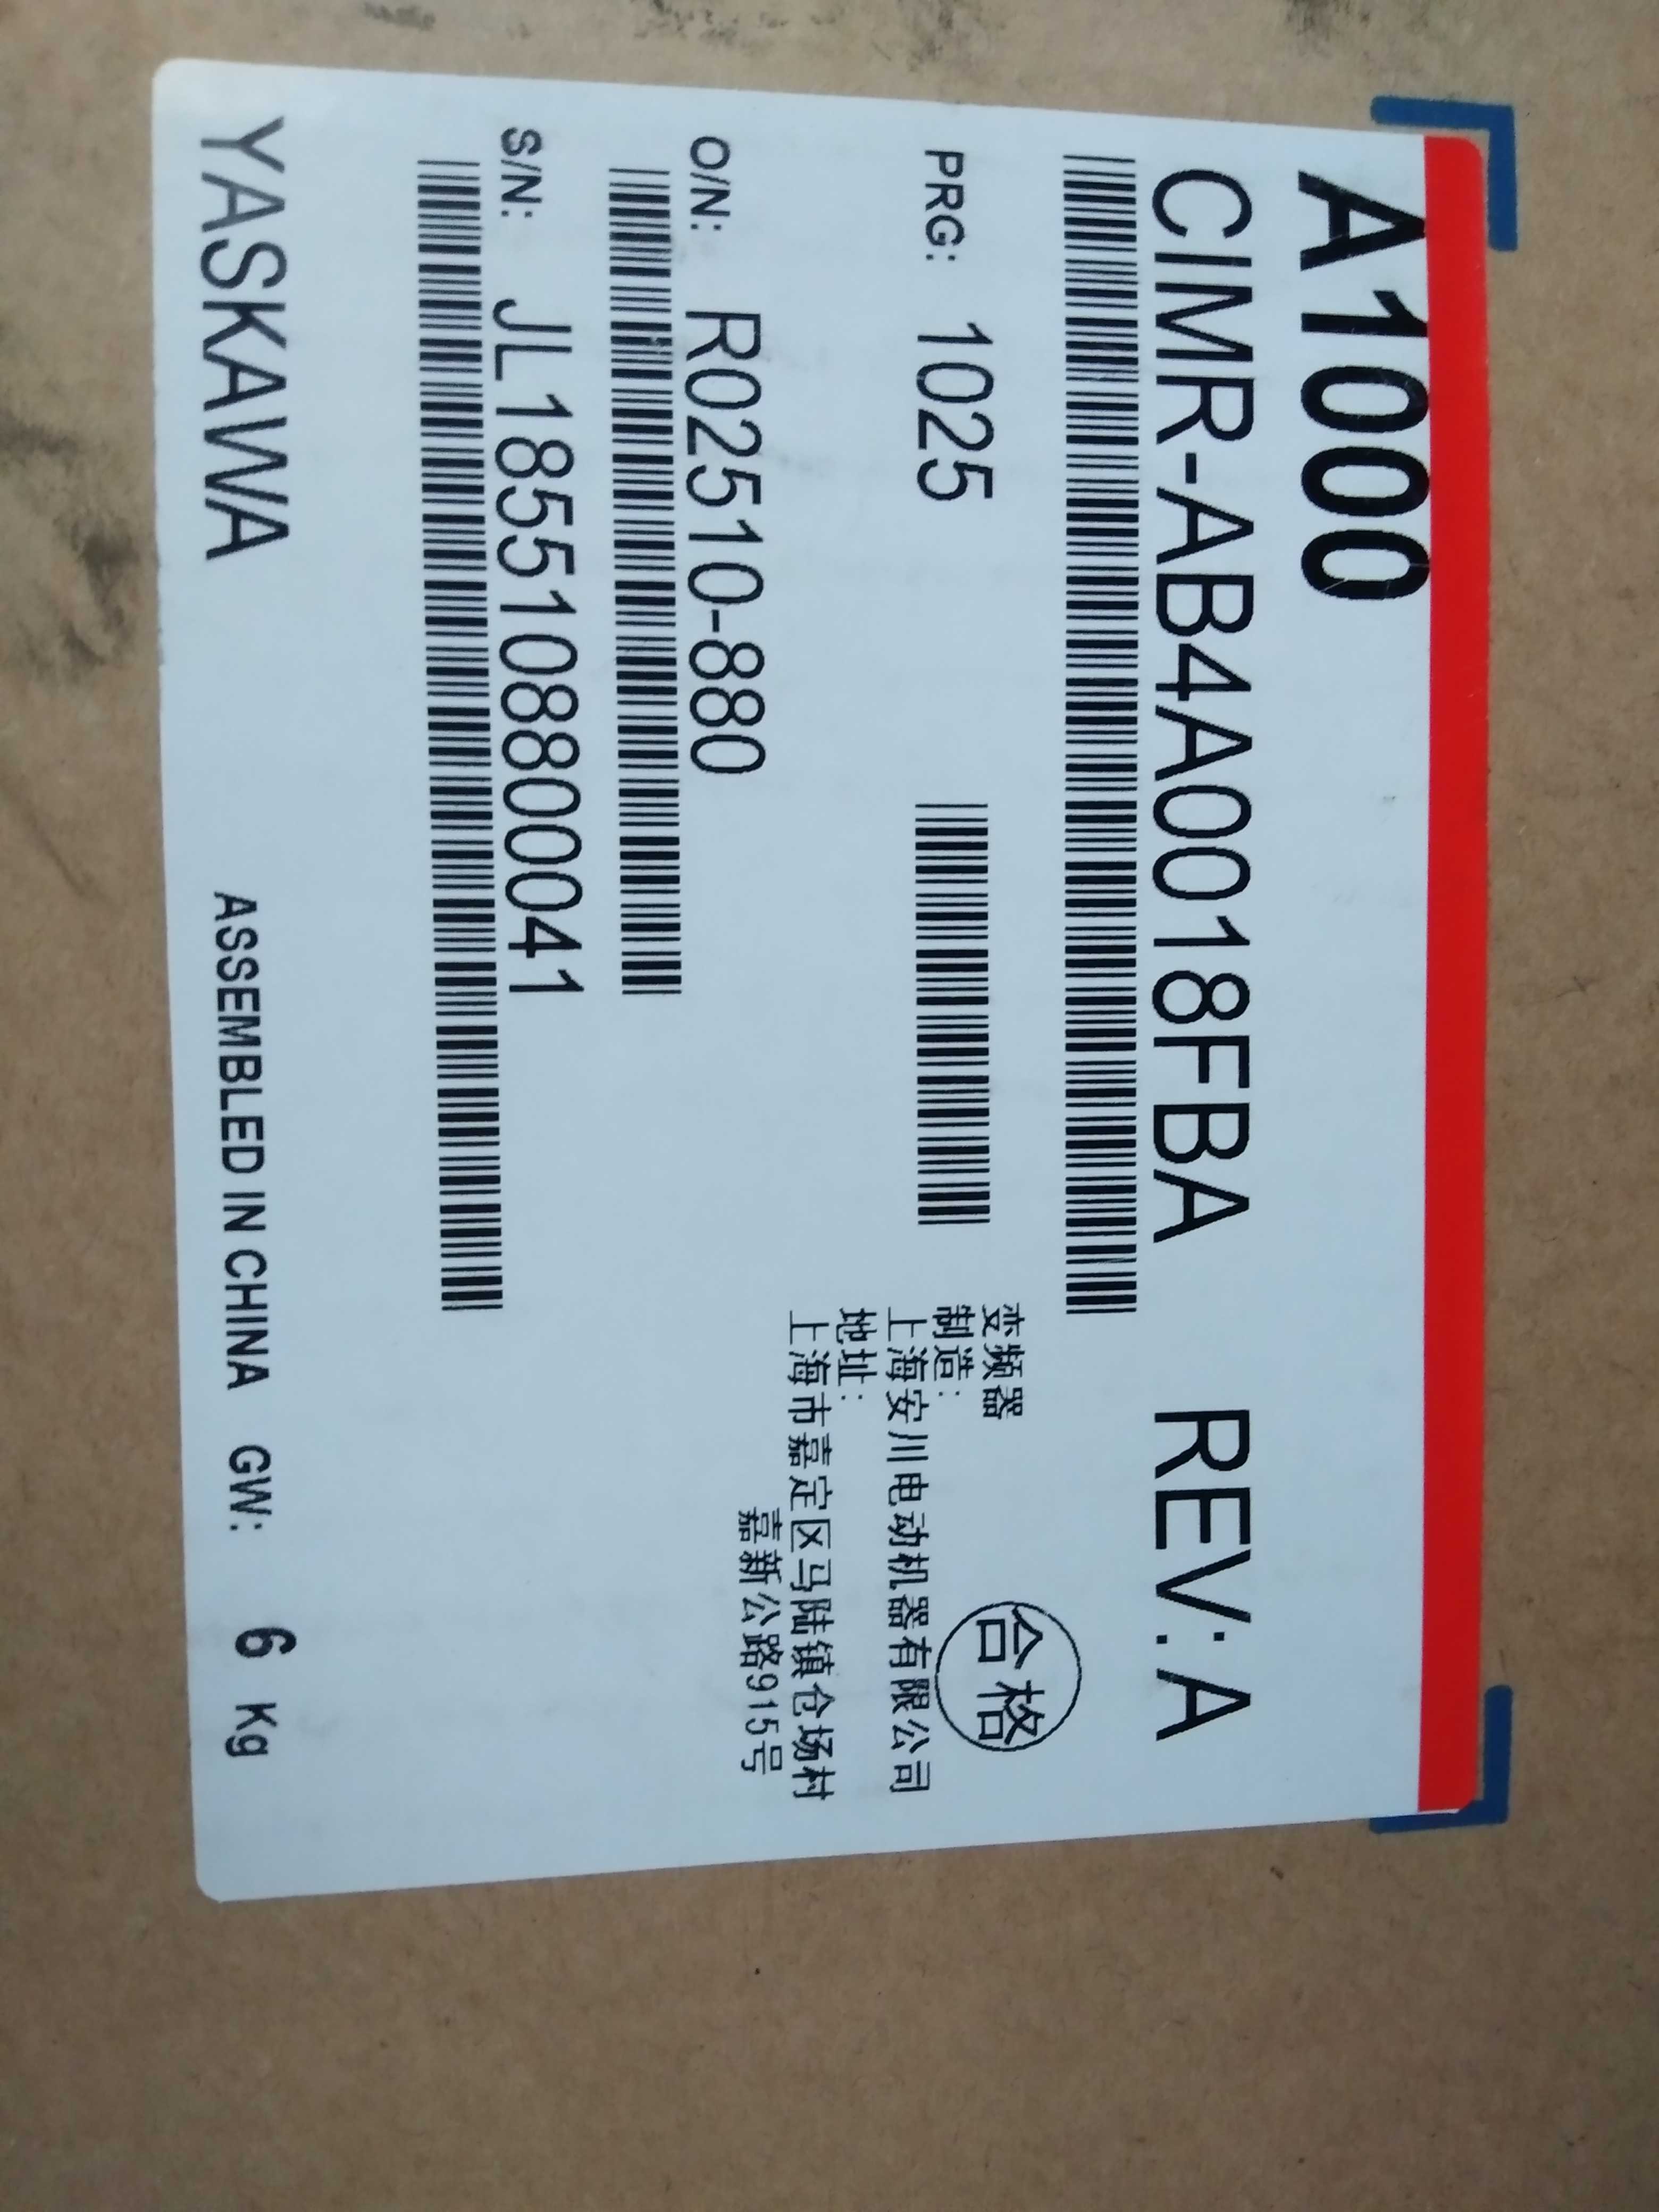 A1000
CIMR-AB4A0018FBA REV:A
PRG: 1025
变频器
合格
制造:
上海安川电动机器有限公司
地址:
上海市嘉定区马陆镇仓场村
嘉新公路915号
O/N: R02510-880
S/N: JL185510880041
YASKAWA ASSEMBLED IN CHINA GW: 6 Kg